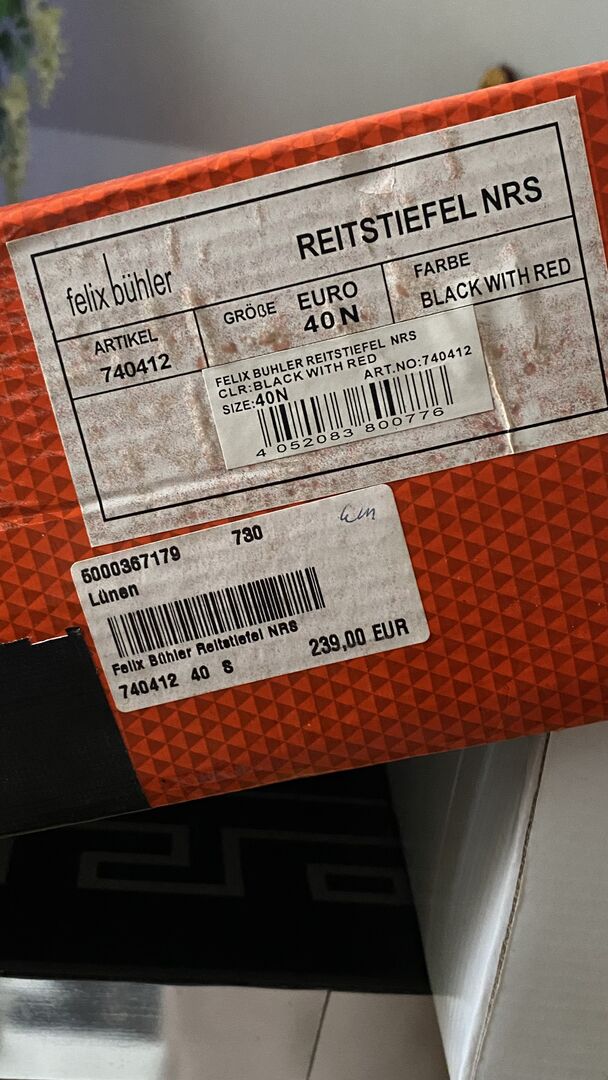 felix bühler
REITSTIEFEL NRS
ARTIKEL
740412
GRÖßE EURO
40 N
FARBE
BLACK WITH RED
FELIX BUHLER REITSTIEFEL NRS
CLR:BLACK WITH RED
SIZE:40N ART.NO:740412
4 052083 800776
5000367179 730
Lünen
Felix Bühler Reitstiefel NRS
740412 40 S 239,00 EUR